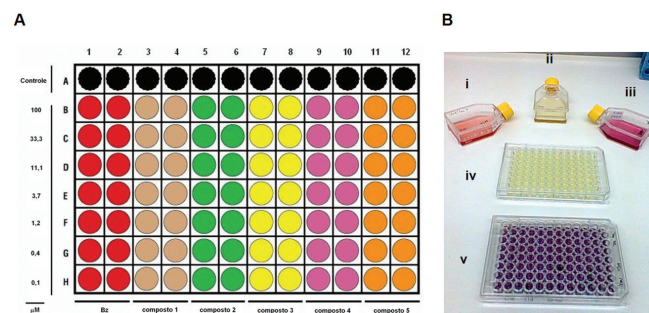 A
B
1 2 3 4 5 6 7 8 9 10 11 12
Controle A
100 B
33,3 C
11,1 D
3,7 E
1,2 F
0,4 G
0,1 H
µM
Bz composto 1 composto 2 composto 3 composto 4 composto 5
i
ii
iii
iv
v